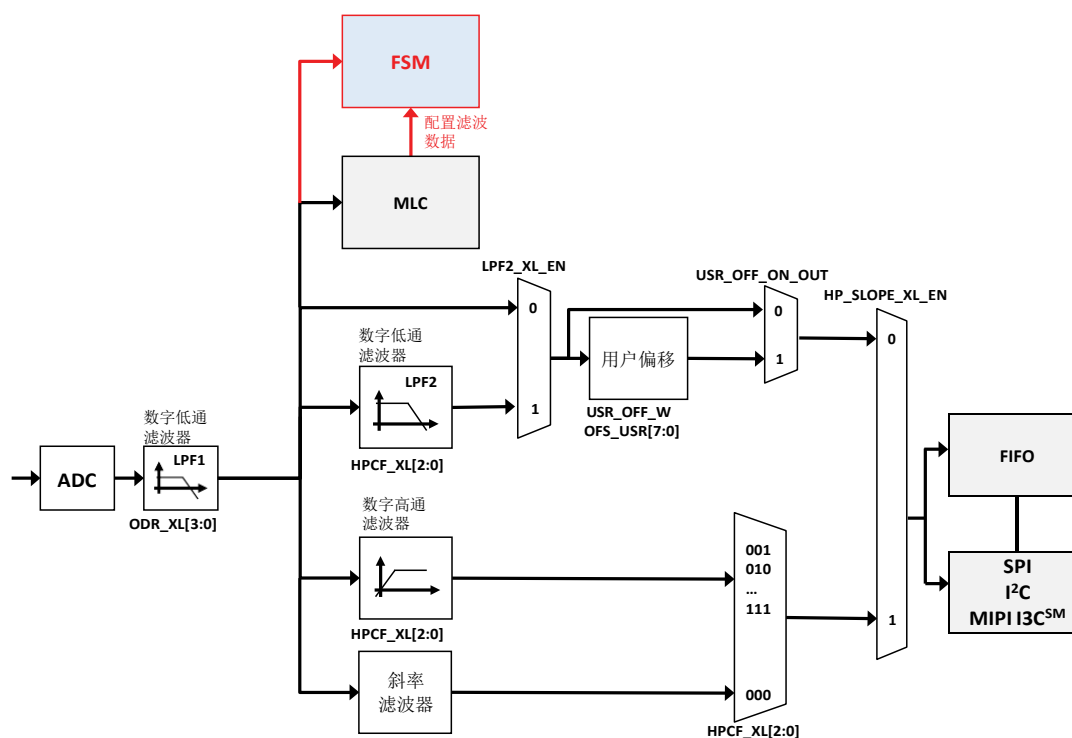 FSM
配置滤波
数据
MLC
LPF2_XL_EN
USR_OFF_ON_OUT
HP_SLOPE_XL_EN
0
0
0
数字低通
滤波器
LPF2
用户偏移
1
1
USR_OFF_W
OFS_USR[7:0]
HPCF_XL[2:0]
数字低通
滤波器
LPF1
ADC
ODR_XL[3:0]
FIFO
数字高通
滤波器
001
010
...
111
HPCF_XL[2:0]
SPI
I²C
MIPI I3Cˢᴹ
1
斜率
滤波器
000
HPCF_XL[2:0]